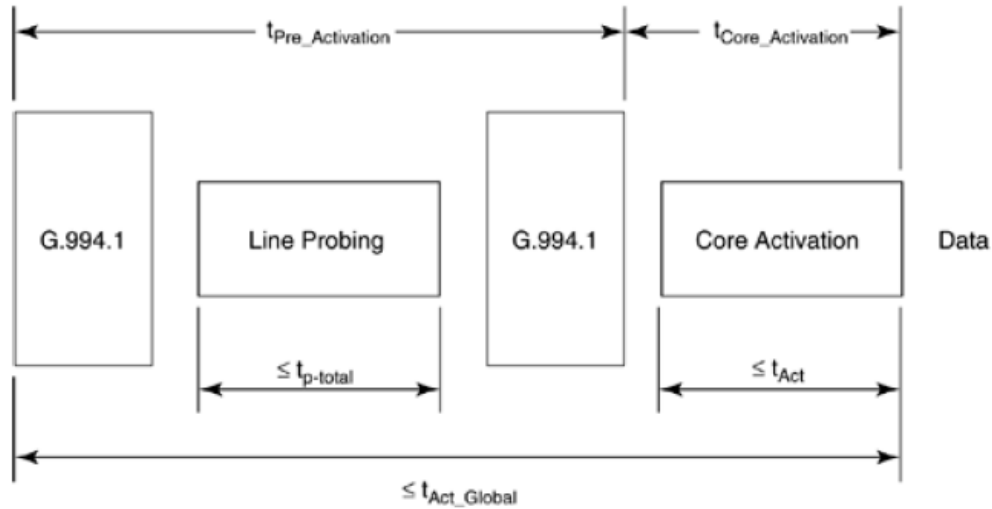 tPre_Activation
tCore_Activation
G.994.1
Line Probing
G.994.1
Core Activation
Data
≤ tp-total
≤ tAct
≤ tAct_Global